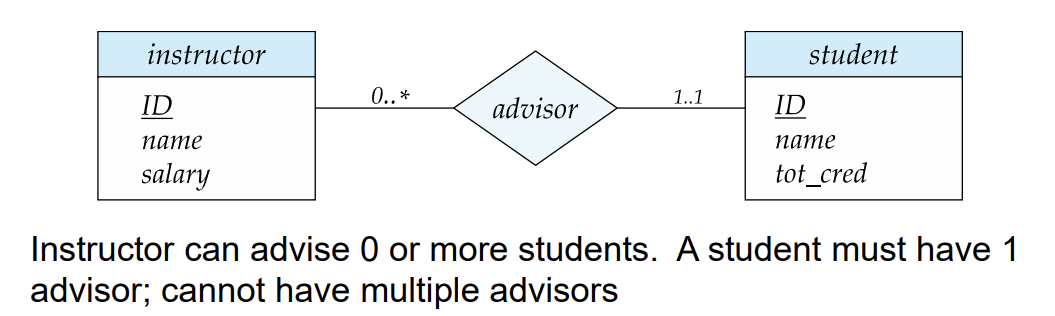 instructor
ID
name
salary
0..*
advisor
1..1
student
ID
name
tot_cred
Instructor can advise 0 or more students.  A student must have 1
advisor; cannot have multiple advisors